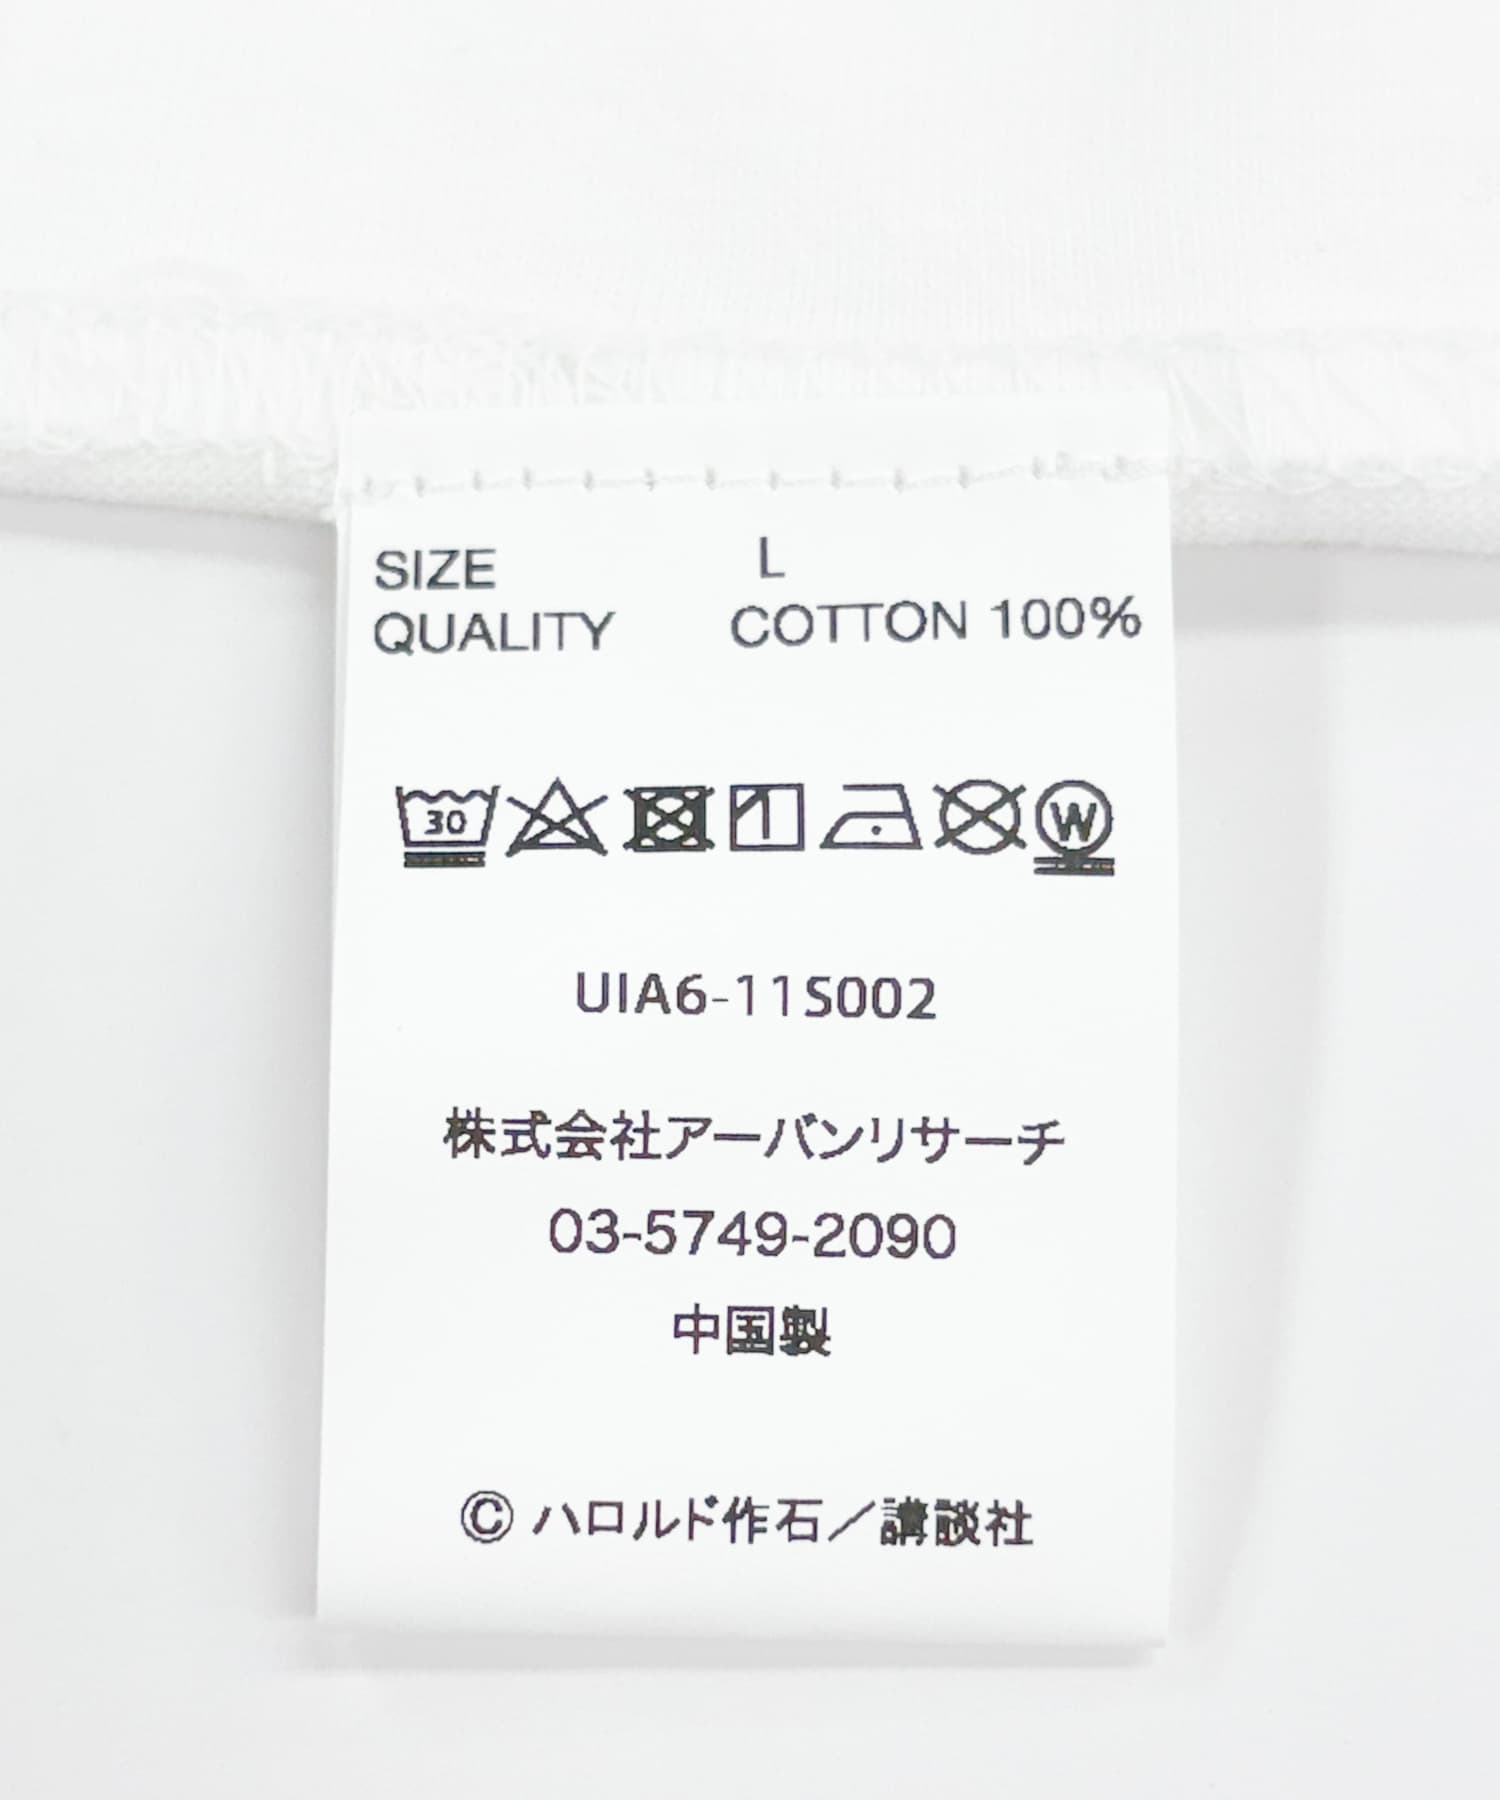 SIZE L
QUALITY COTTON 100%
30 W
UIA6-11S002
株式会社アーバンリサーチ
03-5749-2090
中国製
© ハロルド作石／講談社